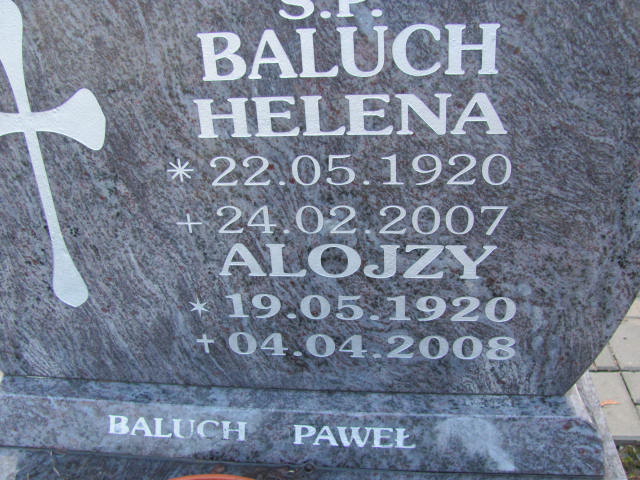 S.P.
BALUCH
HELENA
* 22.05.1920
+ 24.02.2007
ALOJZY
* 19.05.1920
+ 04.04.2008
BALUCH PAWEŁ